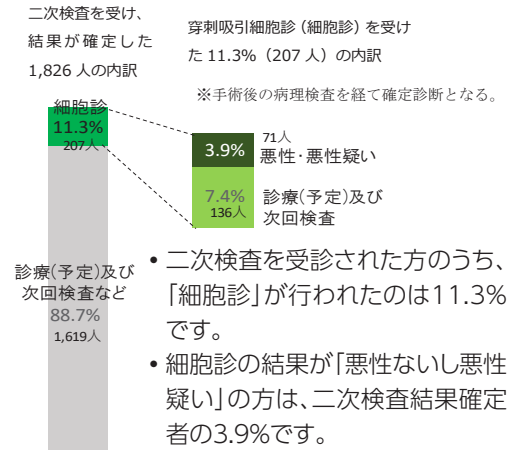 二次検査を受け、
結果が確定した
1,826 人の内訳
穿刺吸引細胞診（細胞診）を受け
た 11.3%（207 人）の内訳
※手術後の病理検査を経て確定診断となる。
細胞診
11.3%
207人
3.9%
71人
悪性・悪性疑い
7.4%
136人
診療(予定)及び
次回検査
診療(予定)及び
次回検査など
88.7%
1,619人
• 二次検査を受診された方のうち、
「細胞診」が行われたのは11.3%
です。
• 細胞診の結果が「悪性ないし悪性
疑い」の方は、二次検査結果確定
者の3.9%です。